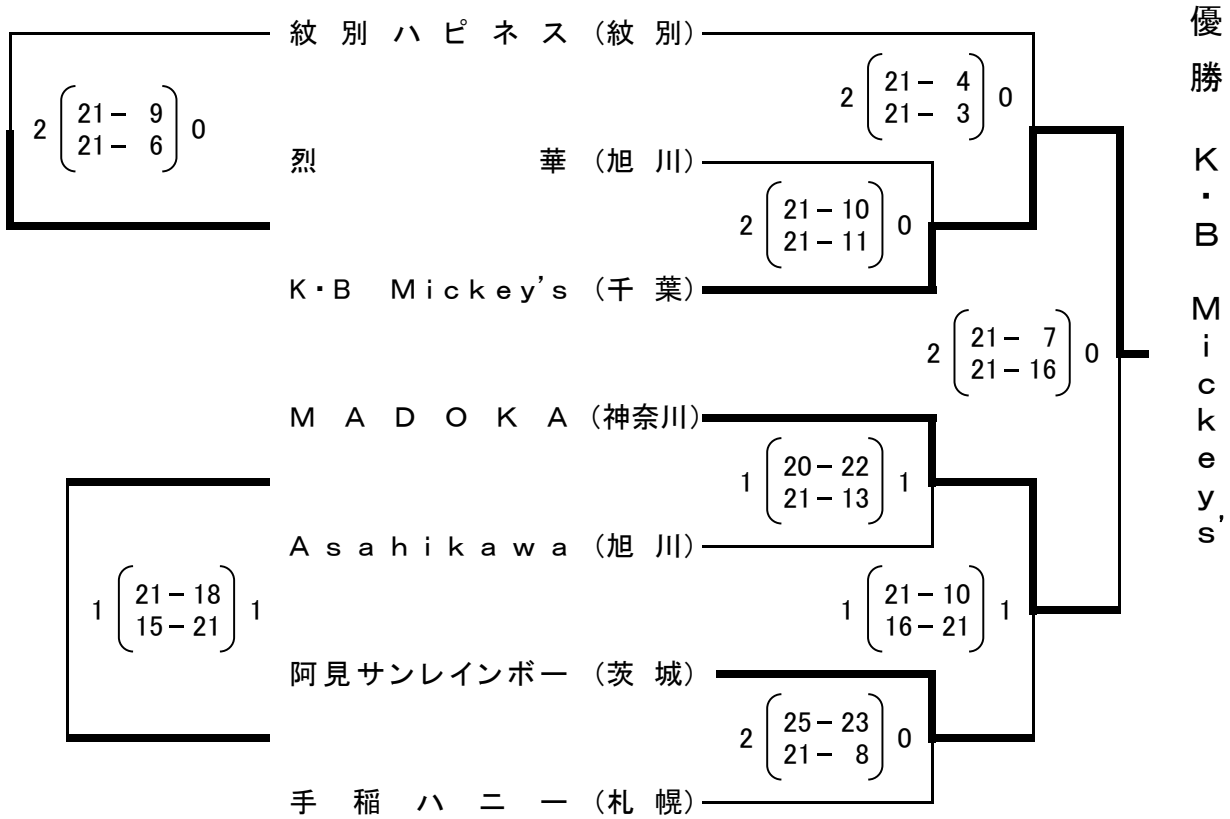 紋別ハピネス（紋別）
2 21－ 4 0
21－ 3
2 21－ 9 0
21－ 6
烈華（旭川）
2 21－10 0
21－11
K・B Mickey's（千葉）
2 21－ 7 0
21－16
MADOKA（神奈川）
1 20－22 1
21－13
Asahikawa（旭川）
1 21－18 1
15－21
1 21－10 1
16－21
阿見サンレインボー（茨城）
2 25－23 0
21－ 8
手稲ハニー（札幌）
優勝 K・B Mickeys'